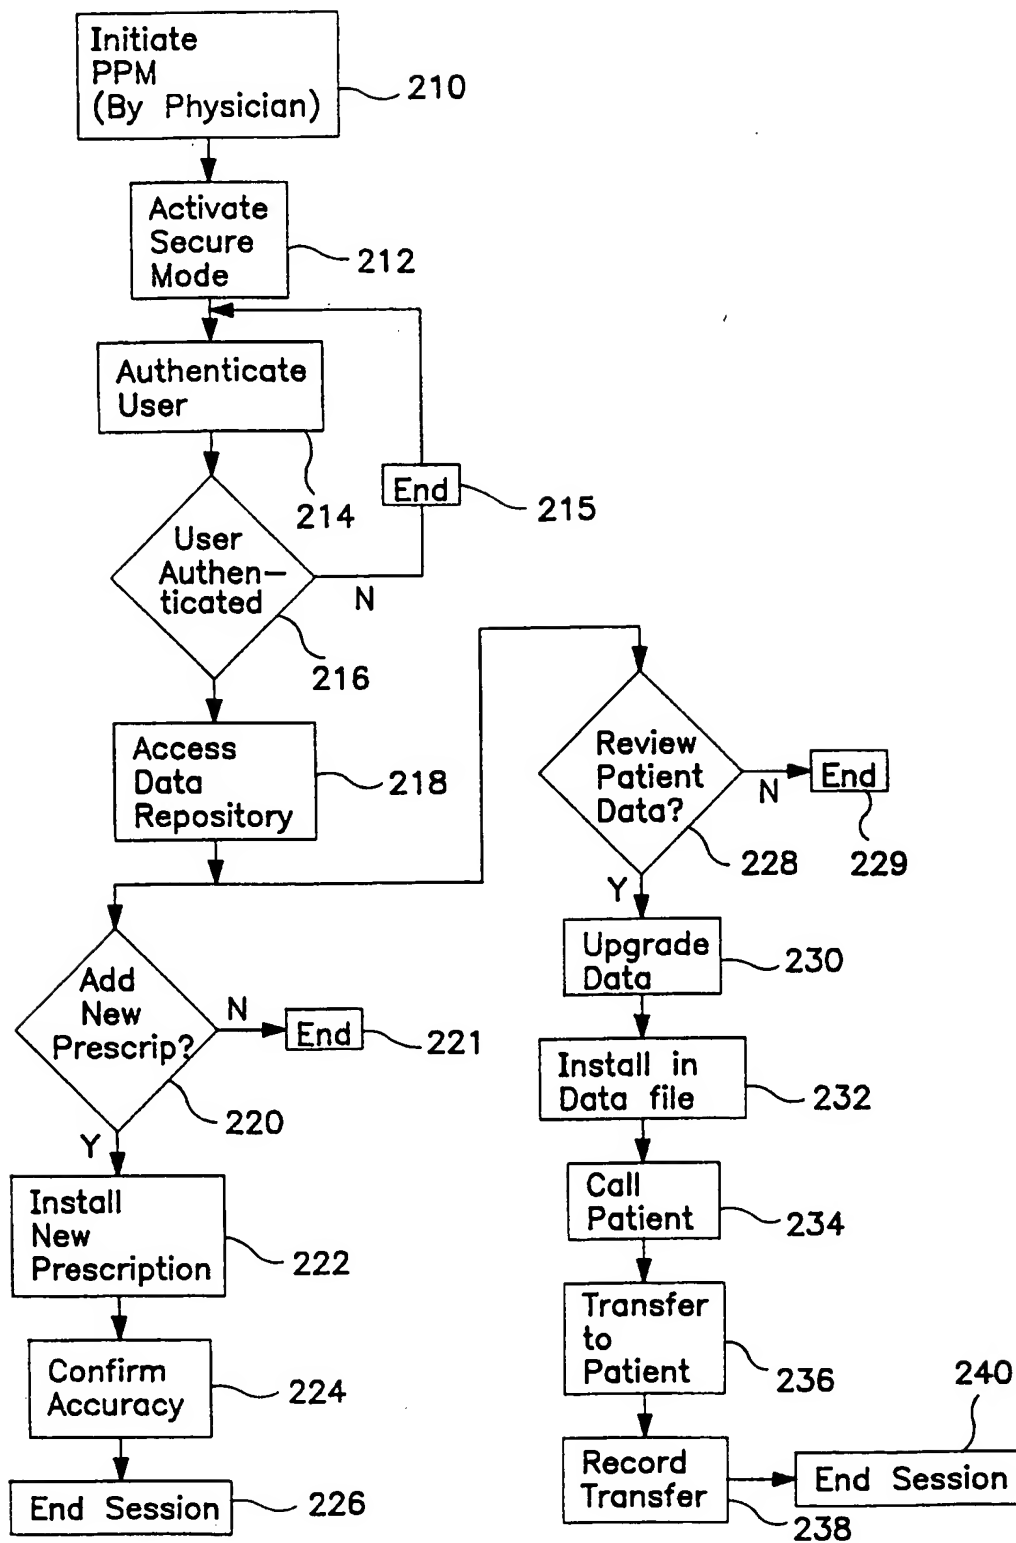 Initiate
PPM
(By Physician)
210
Activate
Secure
Mode
212
Authenticate
User
214
End
215
User
Authen-
ticated
N
216
Access
Data
Repository
218
Add
New
Prescrip?
N
End
221
220
Y
Install
New
Prescription
222
Confirm
Accuracy
224
End Session
226
Review
Patient
Data?
N
End
229
228
Y
Upgrade
Data
230
Install in
Data file
232
Call
Patient
234
Transfer
to
Patient
236
Record
Transfer
238
End Session
240